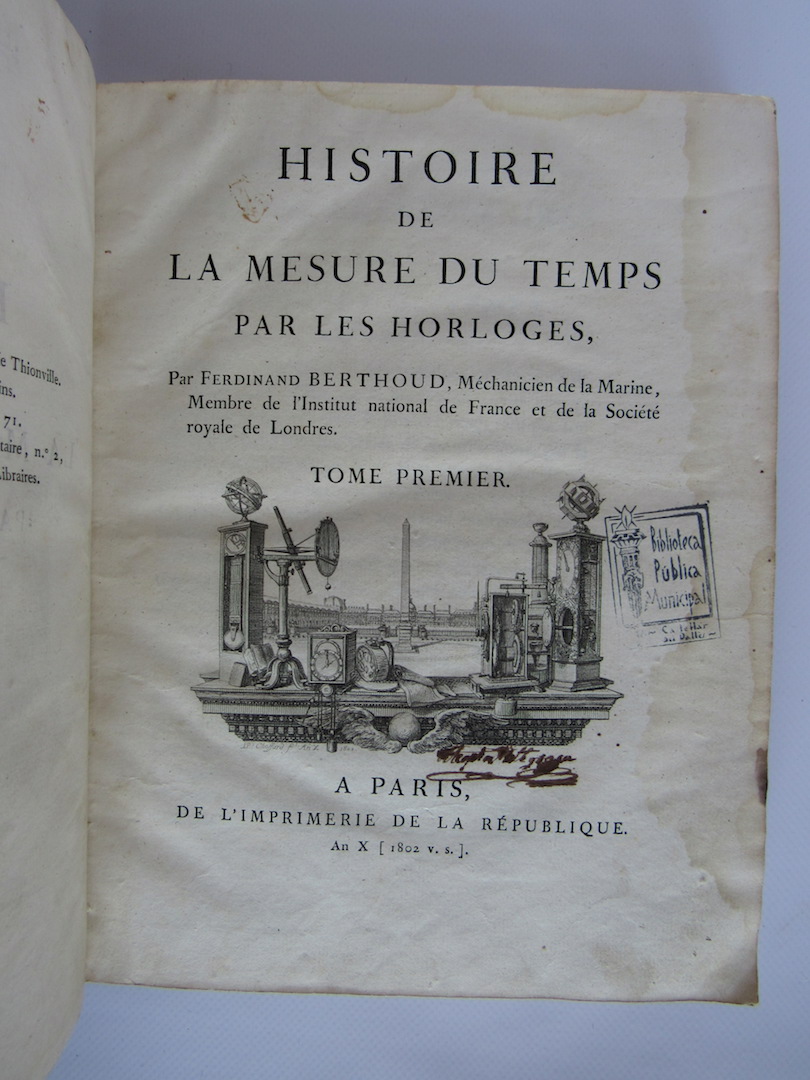 e Thionville.
ins.
71.
taire, n.º 2,
Libraires.
HISTOIRE
DE
LA MESURE DU TEMPS
PAR LES HORLOGES,
Par FERDINAND BERTHOUD, Méchanicien de la Marine,
Membre de l'Institut national de France et de la Société
royale de Londres.
TOME PREMIER.
Biblioteca
Pública
Municipal
A PARIS,
DE L'IMPRIMERIE DE LA RÉPUBLIQUE.
An X [ 1802 v. s. ].